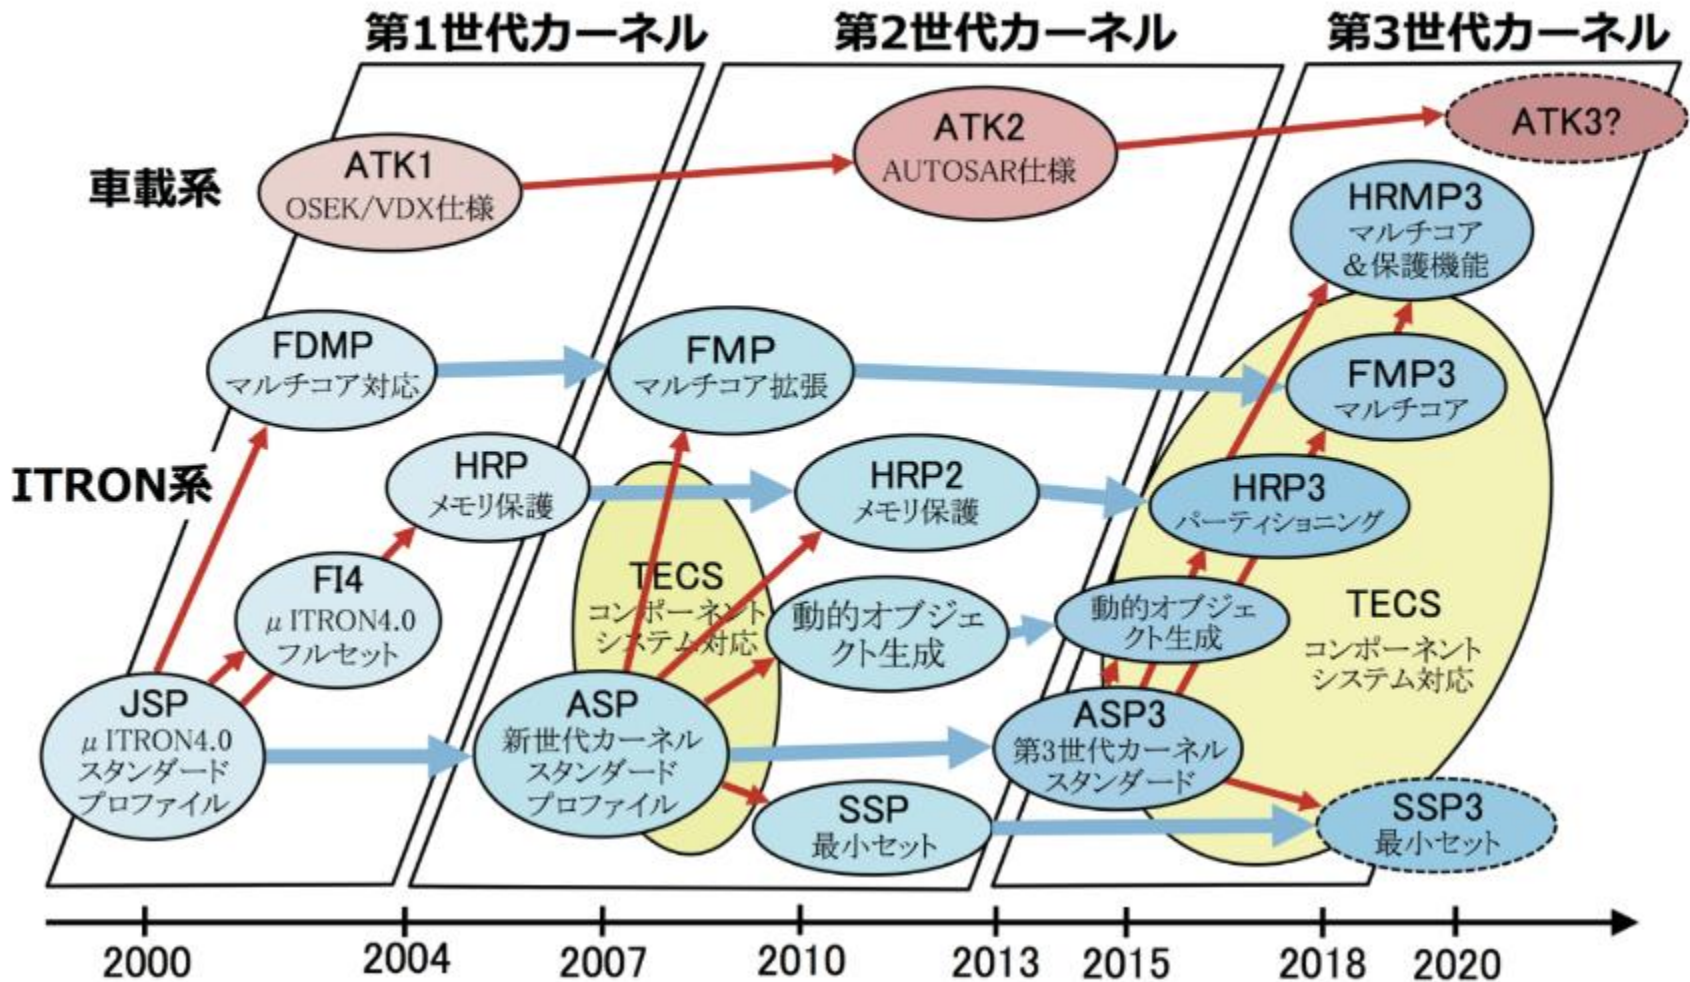 第1世代カーネル
第2世代カーネル
第3世代カーネル
車載系
ATK1
OSEK/VDX仕様
ATK2
AUTOSAR仕様
ATK3?
HRMP3
マルチコア
&保護機能
ITRON系
FDMP
マルチコア対応
FMP
マルチコア拡張
FMP3
マルチコア
HRP
メモリ保護
HRP2
メモリ保護
HRP3
パーティショニング
FI4
μITRON4.0
フルセット
TECS
コンポーネント
システム対応
動的オブジェ
クト生成
動的オブジェ
クト生成
TECS
コンポーネント
システム対応
JSP
μITRON4.0
スタンダード
プロファイル
ASP
新世代カーネル
スタンダード
プロファイル
ASP3
第3世代カーネル
スタンダード
SSP
最小セット
SSP3
最小セット
2000
2004
2007
2010
2013
2015
2018
2020